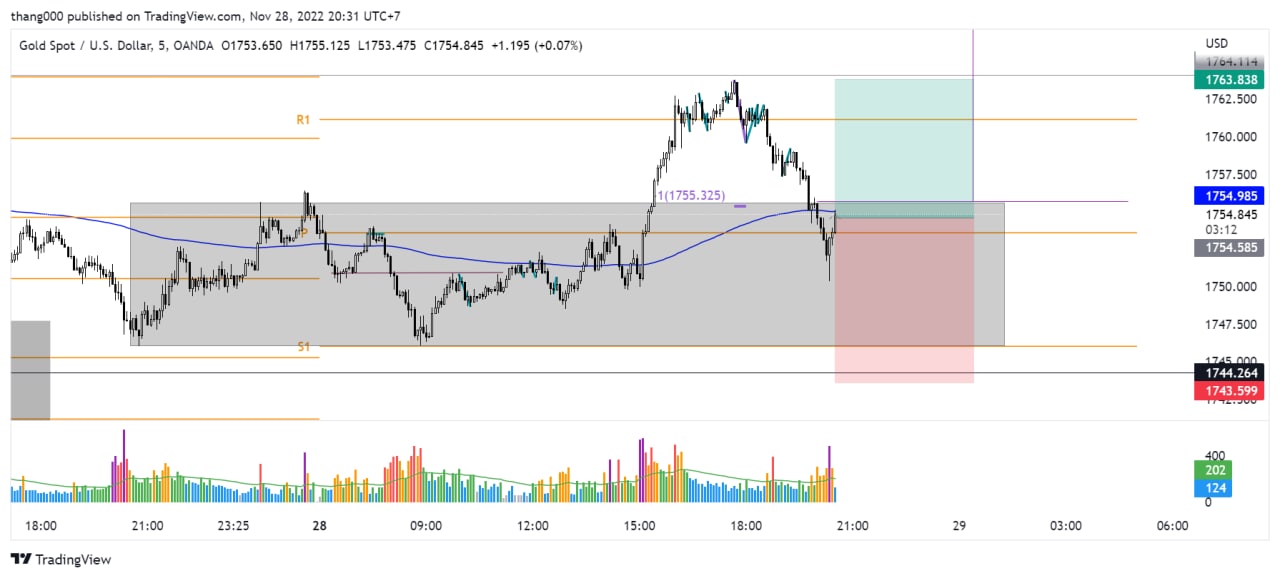 thang000 published on TradingView.com, Nov 28, 2022 20:31 UTC+7
Gold Spot / U.S. Dollar, 5, OANDA O1753.650 H1755.125 L1753.475 C1754.845 +1.195 (+0.07%)
USD
1764.114
1763.838
1762.500
R1
1760.000
1757.500
1(1755.325)
1754.985
1754.845
03:12
P
1754.585
1750.000
1747.500
S1
1745.000
1744.264
1743.599
1742.500
400
202
124
0
18:00 21:00 23:25 28 09:00 12:00 15:00 18:00 21:00 29 03:00 06:00
TradingView